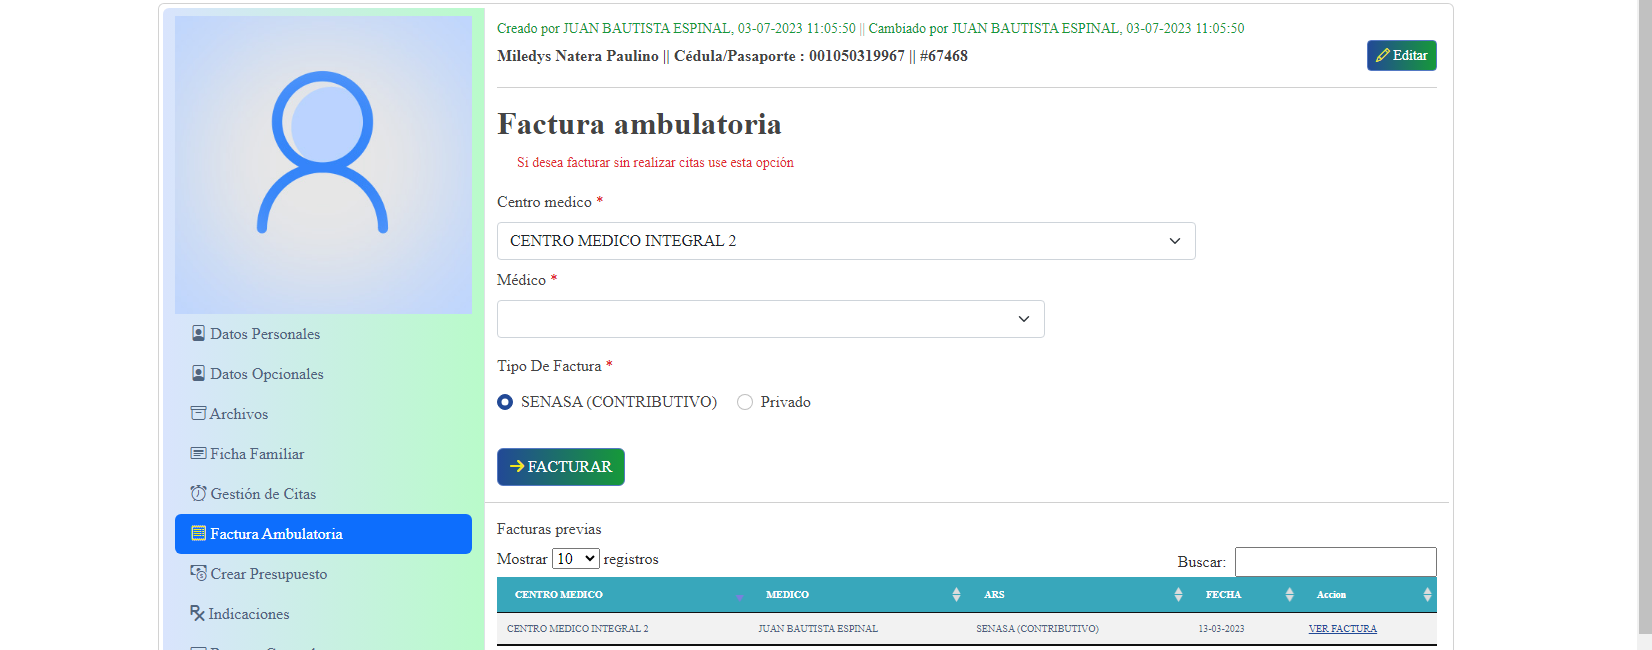 Creado por JUAN BAUTISTA ESPINAL, 03-07-2023 11:05:50 || Cambiado por JUAN BAUTISTA ESPINAL, 03-07-2023 11:05:50
Miledys Natera Paulino || Cédula/Pasaporte : 001050319967 || #67468
Editar
Factura ambulatoria
Si desea facturar sin realizar citas use esta opción
Centro medico *
CENTRO MEDICO INTEGRAL 2
Médico *
Tipo De Factura *
SENASA (CONTRIBUTIVO) Privado
FACTURAR
Datos Personales
Datos Opcionales
Archivos
Ficha Familiar
Gestión de Citas
Factura Ambulatoria
Crear Presupuesto
Indicaciones
Facturas previas
Mostrar 10 registros
Buscar:
CENTRO MEDICO MEDICO ARS FECHA Accion
CENTRO MEDICO INTEGRAL 2 JUAN BAUTISTA ESPINAL SENASA (CONTRIBUTIVO) 13-03-2023 VER FACTURA